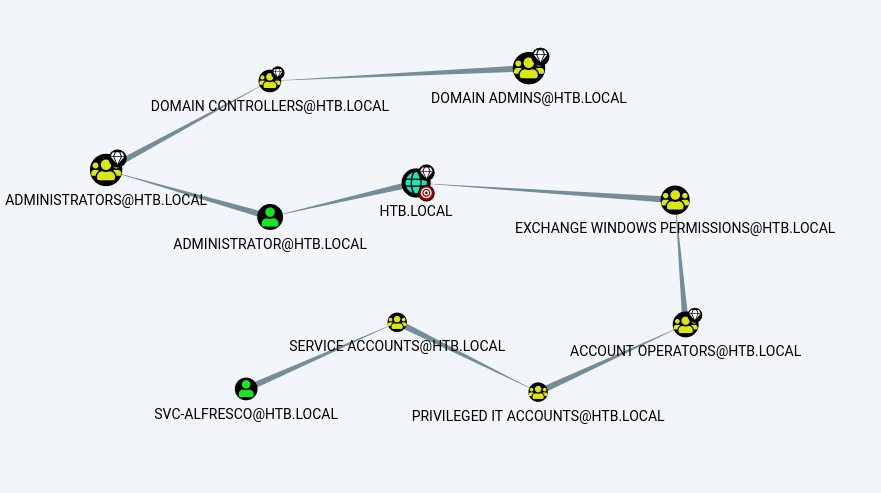 DOMAIN ADMINS@HTB.LOCAL
DOMAIN CONTROLLERS@HTB.LOCAL
ADMINISTRATORS@HTB.LOCAL
HTB.LOCAL
EXCHANGE WINDOWS PERMISSIONS@HTB.LOCAL
ADMINISTRATOR@HTB.LOCAL
SERVICE ACCOUNTS@HTB.LOCAL
ACCOUNT OPERATORS@HTB.LOCAL
SVC-ALFRESCO@HTB.LOCAL
PRIVILEGED IT ACCOUNTS@HTB.LOCAL